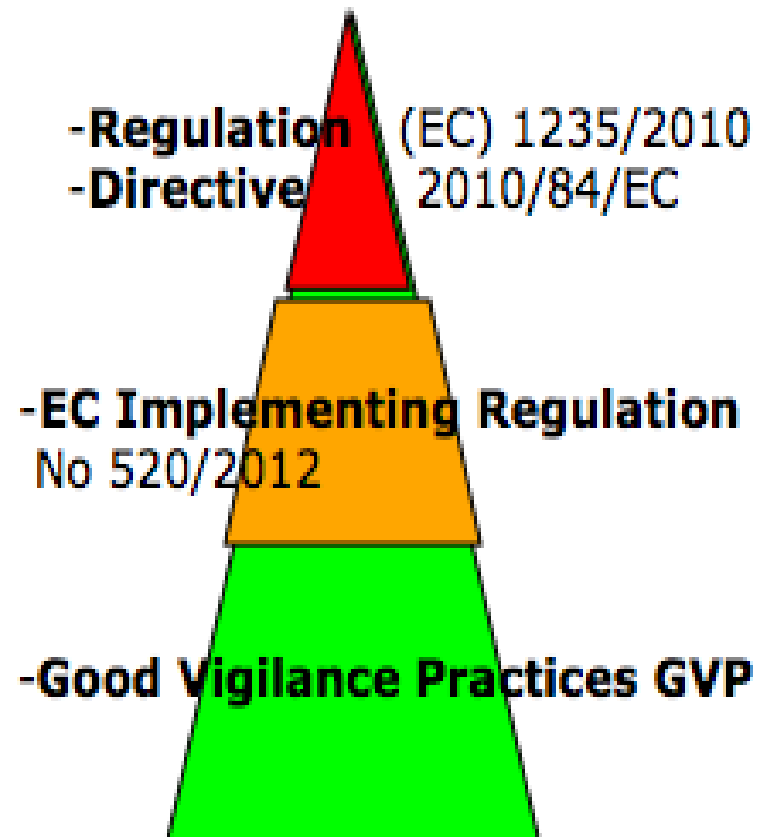 -Regulation (EC) 1235/2010
-Directive 2010/84/EC
-EC Implementing Regulation
No 520/2012
-Good Vigilance Practices GVP